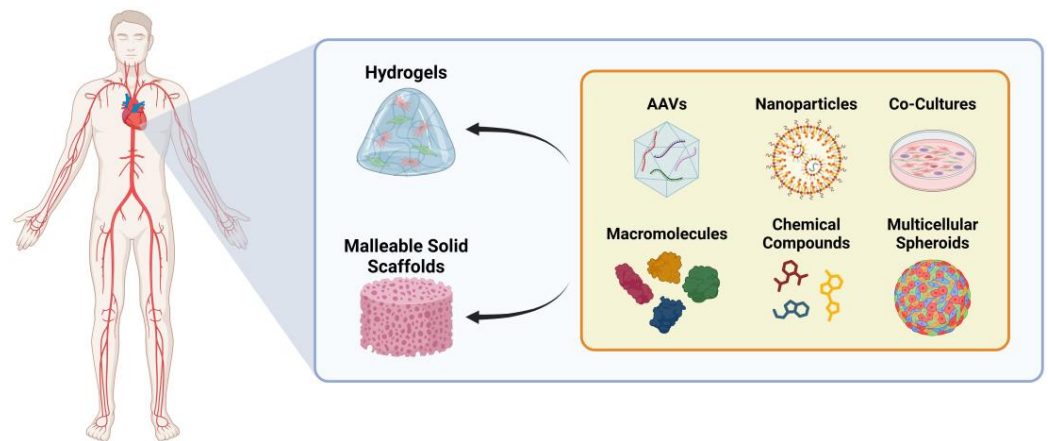 Hydrogels
Malleable Solid
Scaffolds
AAVs
Nanoparticles
Co-Cultures
Macromolecules
Chemical
Compounds
Multicellular
Spheroids